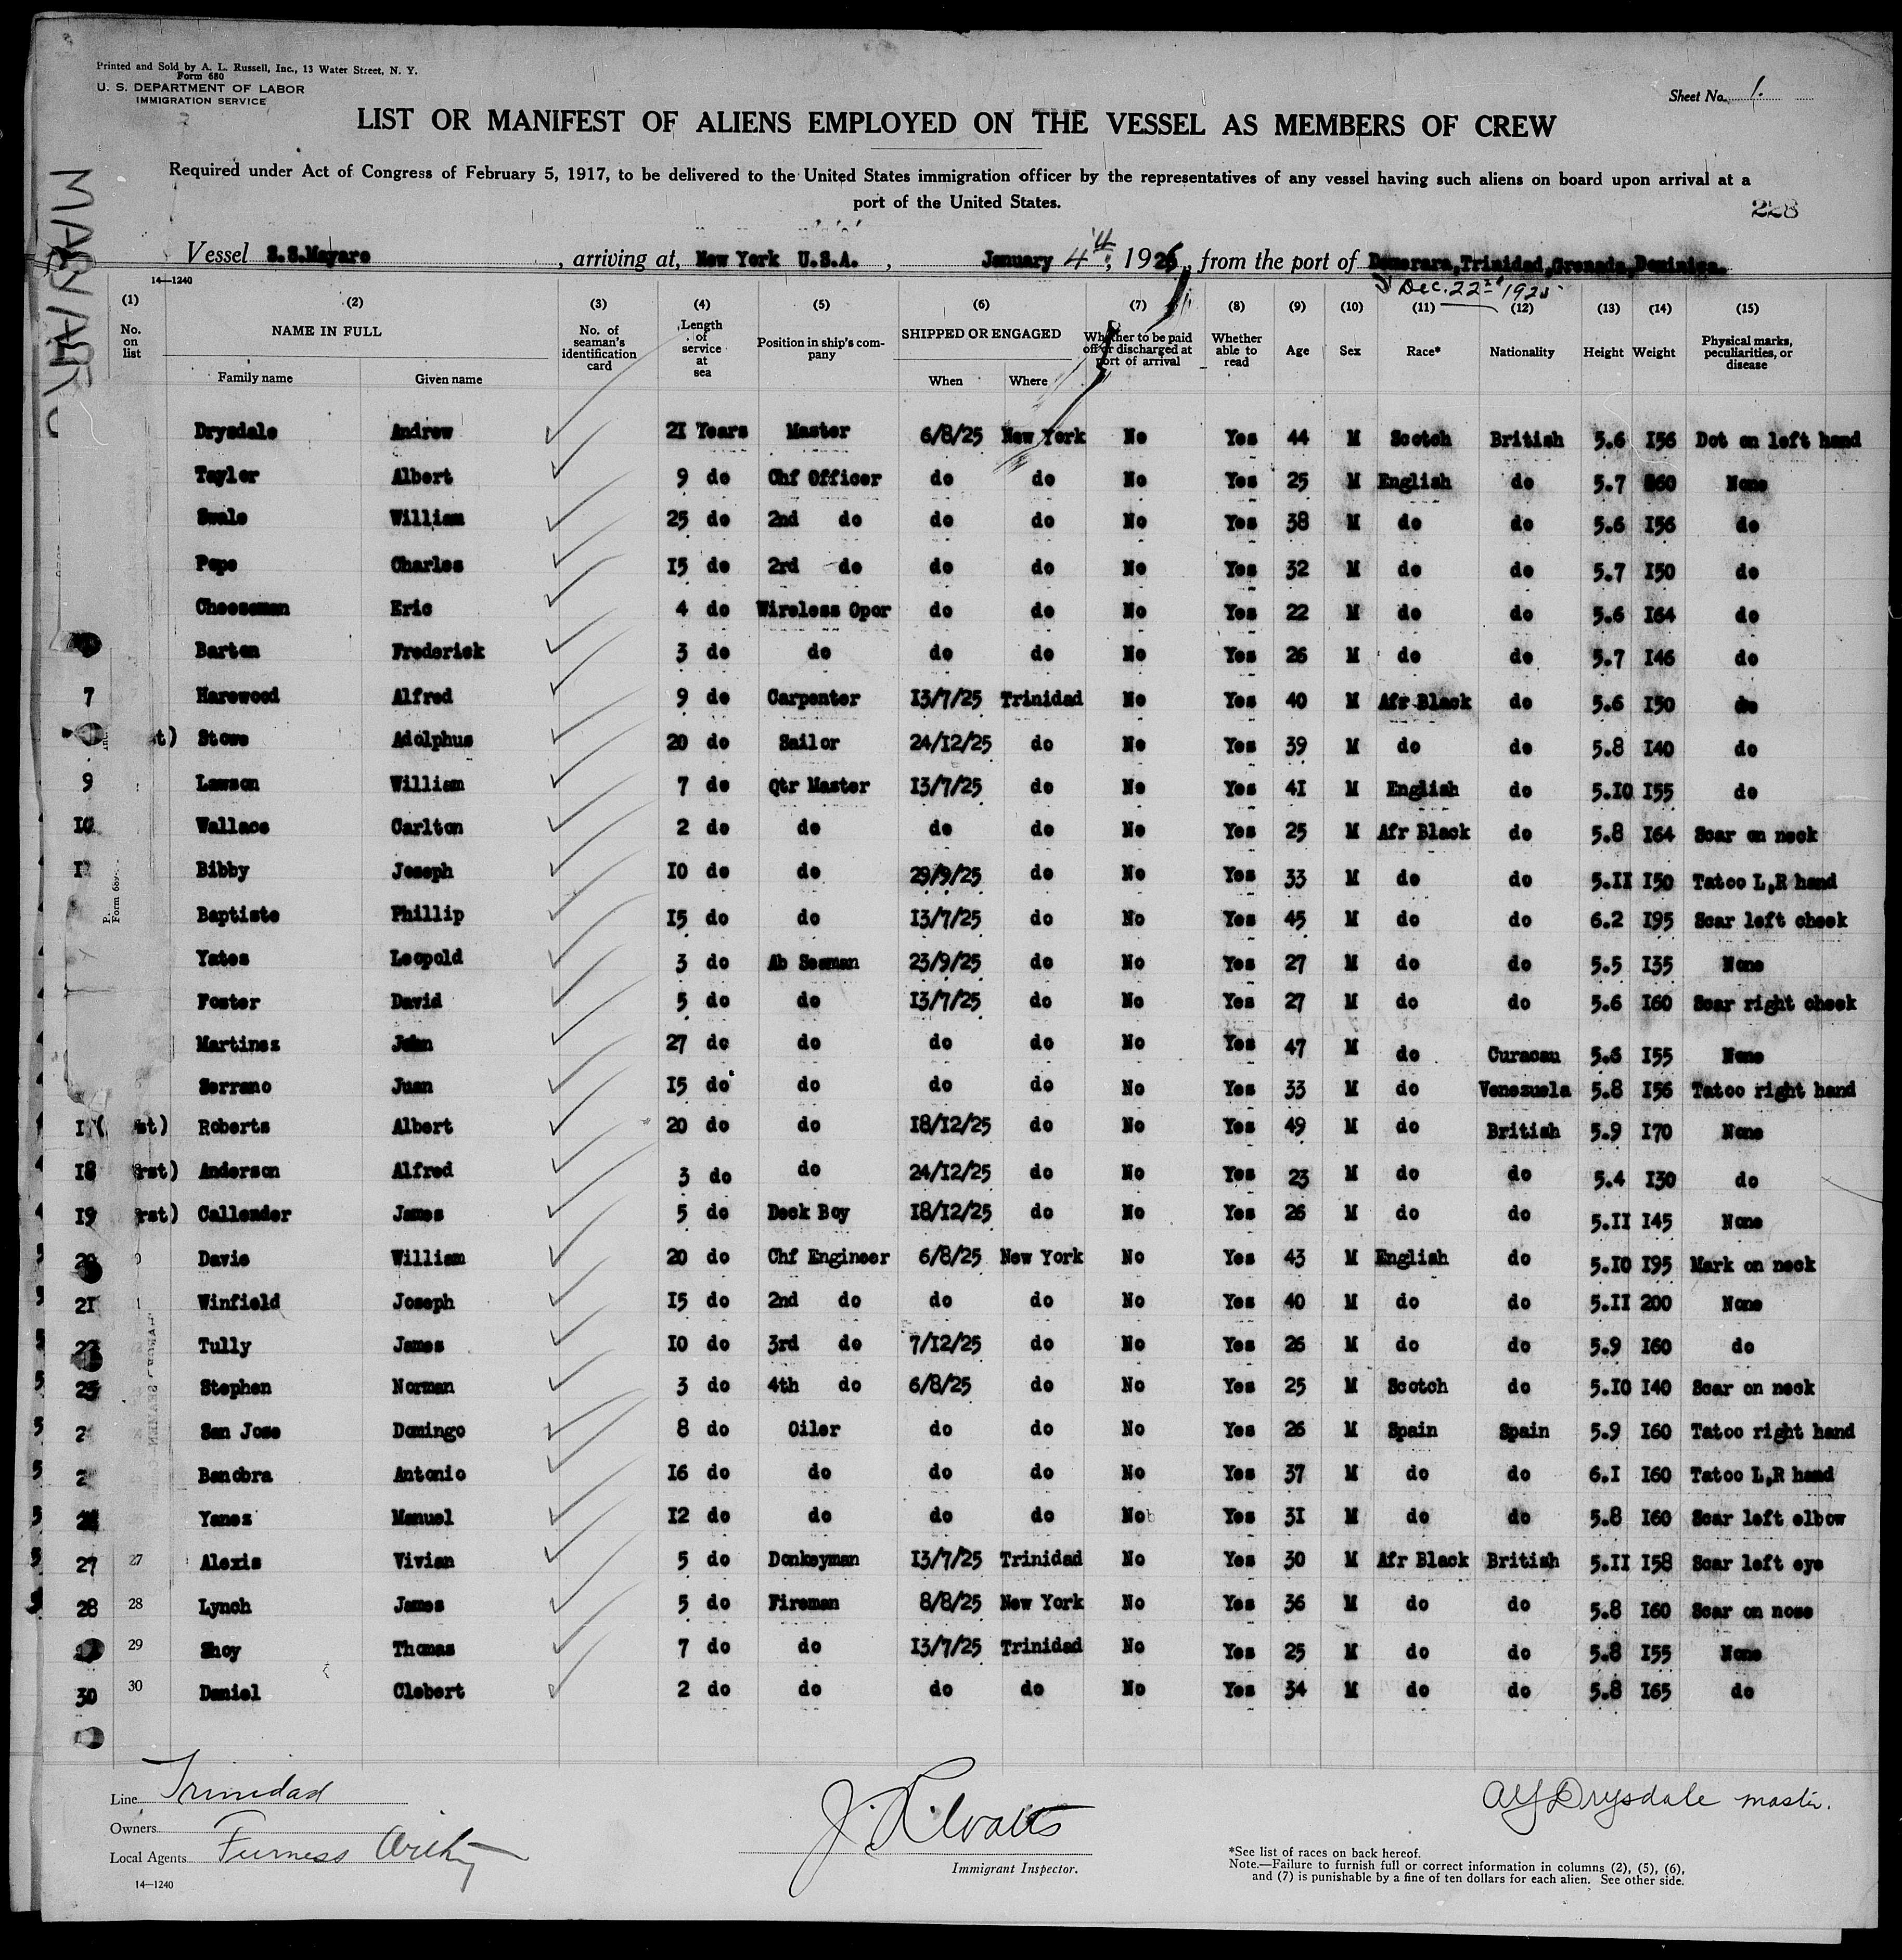 Printed and Sold by A. L. Russell, Inc., 13 Water Street, N. Y.
Form 680
U. S. DEPARTMENT OF LABOR
IMMIGRATION SERVICE
Sheet No. 1.
LIST OR MANIFEST OF ALIENS EMPLOYED ON THE VESSEL AS MEMBERS OF CREW
Required under Act of Congress of February 5, 1917, to be delivered to the United States immigration officer by the representatives of any vessel having such aliens on board upon arrival at a
port of the United States.
228
Vessel S.S.Mayaro, arriving at, New York U.S.A., January 4th, 1926, from the port of Demerara,Trinidad,Grenada,Dominica.
Dec. 22nd 1925
14—1240
(1) (2) (3) (4) (5) (6) (7) (8) (9) (10) (11) (12) (13) (14) (15)
No. on list NAME IN FULL No. of seaman's identification card Length of service at sea Position in ship's company SHIPPED OR ENGAGED Whether to be paid off or discharged at port of arrival Whether able to read Age Sex Race* Nationality Height Weight Physical marks, peculiarities, or disease
Family name Given name When Where
Drysdale Andrew 21 Years Master 6/8/25 New York No Yes 44 M Scotch British 5.6 156 Dot on left hand
Taylor Albert 9 do Chf Officer do do No Yes 25 M English do 5.7 160 None
Swale William 25 do 2nd do do do No Yes 38 M do do 5.6 156 do
Pope Charles 15 do 2rd do do do No Yes 32 M do do 5.7 150 do
Cheeseman Eric 4 do Wireless Oper do do No Yes 22 M do do 5.6 164 do
Barten Frederick 3 do do do do No Yes 26 M do do 5.7 146 do
7 Harewood Alfred 9 do Carpenter 13/7/25 Trinidad No Yes 40 M Afr Black do 5.6 150 do
st) Stowe Adolphus 20 do Sailor 24/12/25 do No Yes 39 M do do 5.8 140 do
9 Lawson William 7 do Qtr Master 13/7/25 do No Yes 41 M English do 5.10 155 do
10 Wallace Carlton 2 do do do do No Yes 25 M Afr Black do 5.8 164 Scar on neck
Bibby Joseph 10 do do 29/9/25 do No Yes 33 M do do 5.11 150 Tatoo L,R hand
Baptiste Phillip 15 do do 13/7/25 do No Yes 45 M do do 6.2 195 Scar left cheek
Yates Leopold 3 do Ab Seaman 23/9/25 do No Yes 27 M do do 5.5 135 None
Foster David 5 do do 13/7/25 do No Yes 27 M do do 5.6 160 Scar right cheek
Martinez John 27 do do do do No Yes 47 M do Curacau 5.6 155 None
Serrano Juan 15 do do do do No Yes 33 M do Venezuela 5.8 156 Tatoo right hand
st) Roberts Albert 20 do do 18/12/25 do No Yes 49 M do British 5.9 170 None
18 rst) Anderson Alfred 3 do do 24/12/25 do No Yes 23 M do do 5.4 130 do
19 rst) Callender James 5 do Deck Boy 18/12/25 do No Yes 26 M do do 5.11 145 None
20 Davie William 20 do Chf Engineer 6/8/25 New York No Yes 43 M English do 5.10 195 Mark on neck
21 Winfield Joseph 15 do 2nd do do do No Yes 40 M do do 5.11 200 None
Tully James 10 do 3rd do 7/12/25 do No Yes 26 M do do 5.9 160 do
23 Stephen Norman 3 do 4th do 6/8/25 do No Yes 25 M Scotch do 5.10 140 Scar on neck
San Jose Domingo 8 do Oiler do do No Yes 26 M Spain Spain 5.9 160 Tatoo right hand
Banobra Antonio 16 do do do do No Yes 37 M do do 6.1 160 Tatoo L,R hand
Yanez Manuel 12 do do do do No Yes 31 M do do 5.8 160 Scar left elbow
27 27 Alexis Vivian 5 do Donkeyman 13/7/25 Trinidad No Yes 30 M Afr Black British 5.11 158 Scar left eye
28 28 Lynch James 5 do Fireman 8/8/25 New York No Yes 36 M do do 5.8 160 Scar on nose
29 Shoy Thomas 7 do do 13/7/25 Trinidad No Yes 25 M do do 5.8 155 None
30 30 Daniel Clebert 2 do do do do No Yes 34 M do do 5.8 165 do
Line Trinidad
Owners
Local Agents Furness Withy
14—1240
Immigrant Inspector.
A Y Drysdale master.
*See list of races on back hereof.
Note.—Failure to furnish full or correct information in columns (2), (5), (6),
and (7) is punishable by a fine of ten dollars for each alien. See other side.